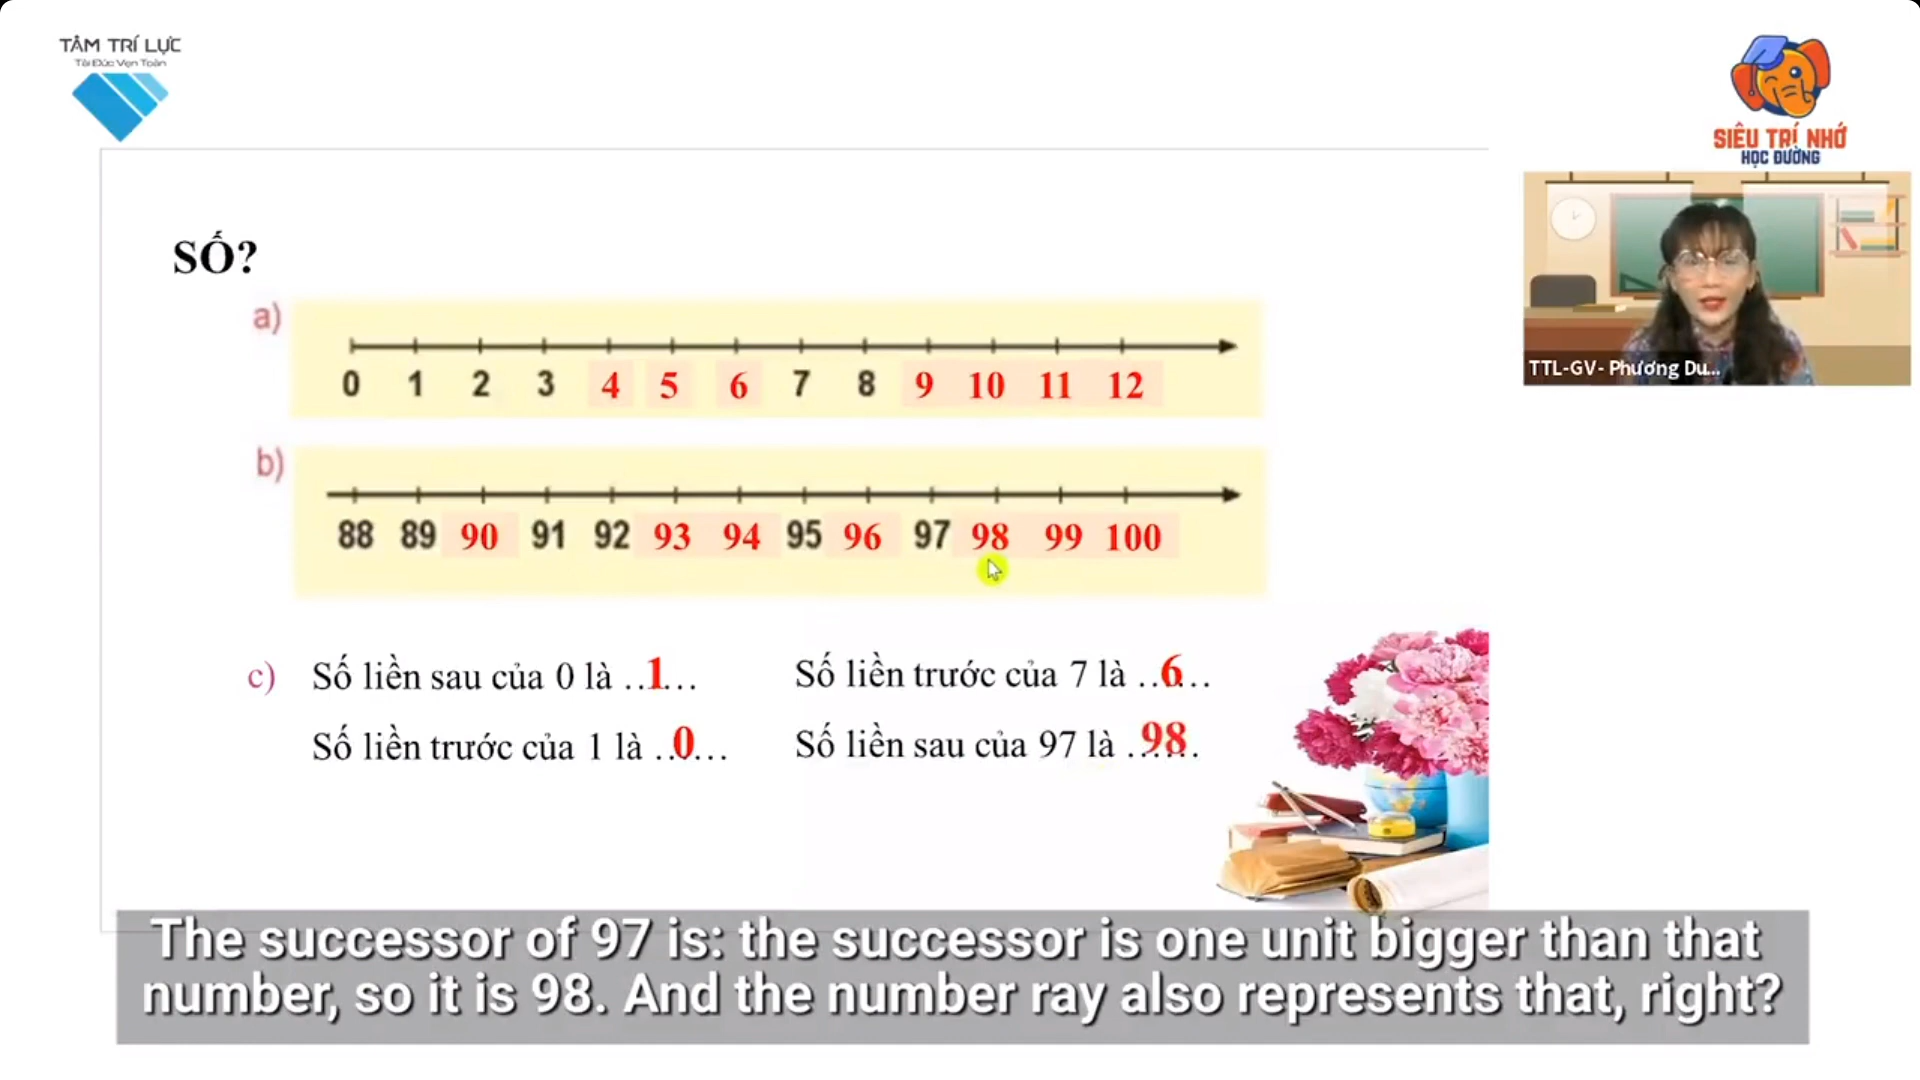 TÂM TRÍ LỰC
Tài Đức Vẹn Toàn
SIÊU TRÍ NHỚ
HỌC ĐƯỜNG
TTL-GV- Phương Du...
SỐ?
a)
0 1 2 3 4 5 6 7 8 9 10 11 12
b)
88 89 90 91 92 93 94 95 96 97 98 99 100
c) Số liền sau của 0 là ..1...
Số liền trước của 7 là ..6...
Số liền trước của 1 là ..0...
Số liền sau của 97 là ..98..
The successor of 97 is: the successor is one unit bigger than that
number, so it is 98. And the number ray also represents that, right?